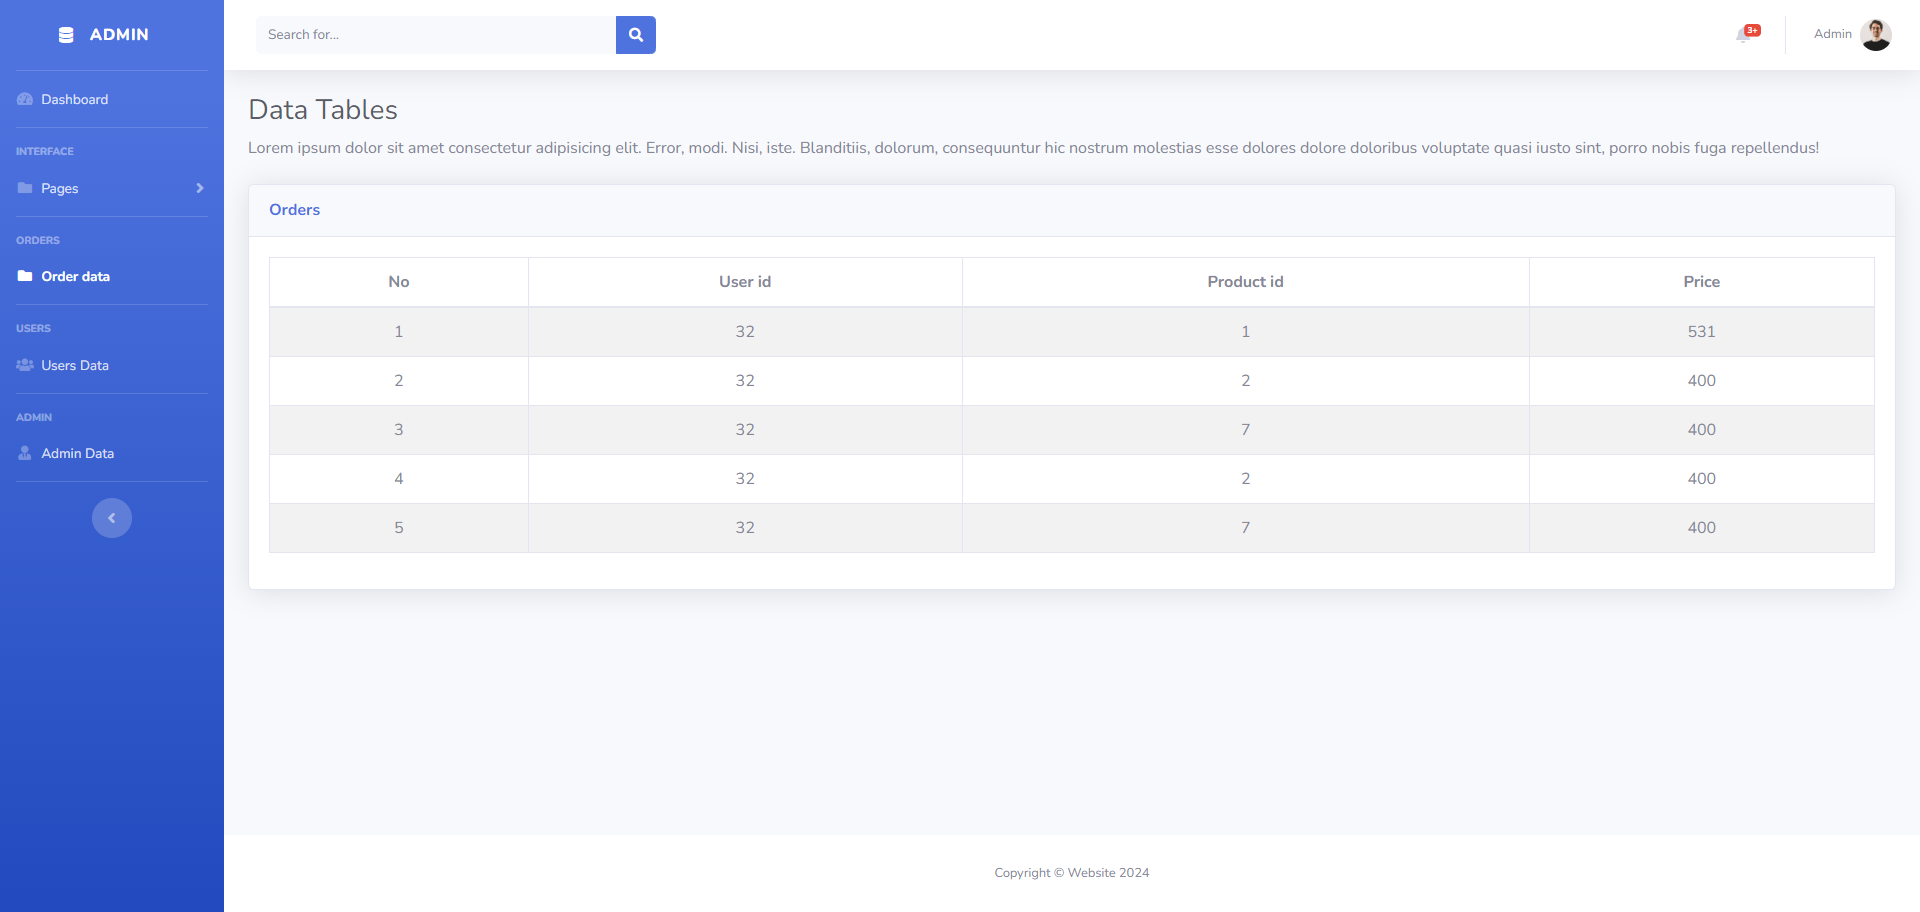 ADMIN
Search for...
3+
Admin
Dashboard
INTERFACE
Pages
ORDERS
Order data
USERS
Users Data
ADMIN
Admin Data
Data Tables
Lorem ipsum dolor sit amet consectetur adipisicing elit. Error, modi. Nisi, iste. Blanditiis, dolorum, consequuntur hic nostrum molestias esse dolores dolore doloribus voluptate quasi iusto sint, porro nobis fuga repellendus!
Orders
No User id Product id Price
1 32 1 531
2 32 2 400
3 32 7 400
4 32 2 400
5 32 7 400
Copyright © Website 2024